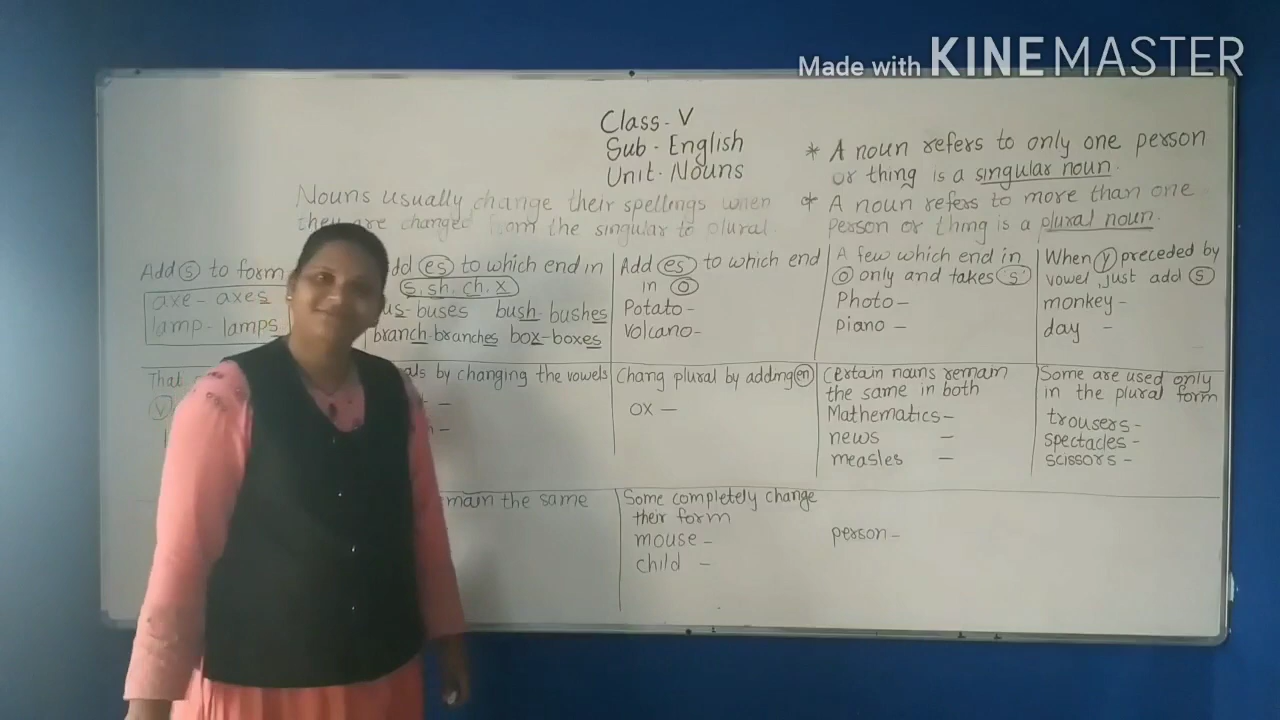 Made with KINEMASTER
Class - V
Sub - English
Unit - Nouns
* A noun refers to only one person
or thing is a singular noun.
* A noun refers to more than one
person or thing is a plural noun.
Nouns usually change their spellings when
they are changed from the singular to plural.
Add s to form
axe - axes
lamp - lamps
Add es to which end in
s, sh, ch, x
bus - buses bush - bushes
branch - branches box - boxes
Add es to which end
in o
Potato -
Volcano -
A few which end in
o only and takes 's'
Photo -
Piano -
When y preceded by
vowel, just add s
monkey -
day -
That
by changing the vowels
Chang plural by adding en
ox -
Certain nouns remain
the same in both
Mathematics -
news -
measles -
Some are used only
in the plural form
trousers -
spectacles -
scissors -
the same
Some completely change
their form
mouse -
child -
person -